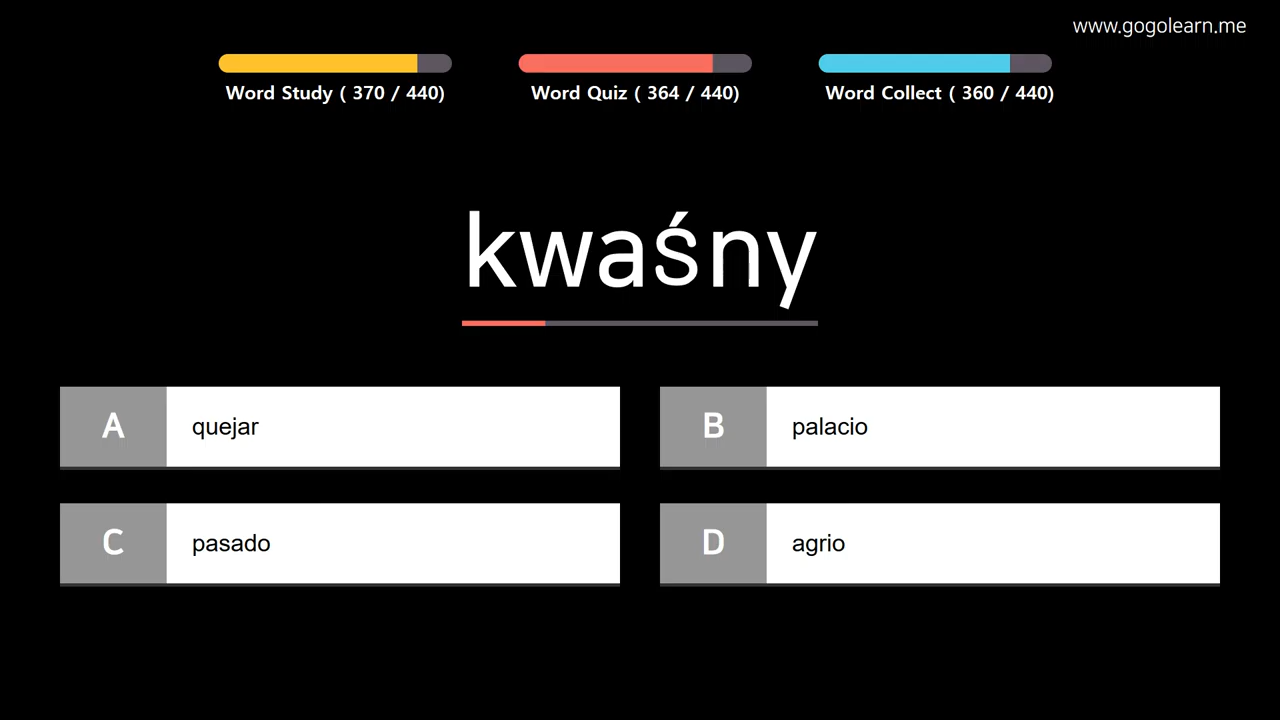 www.gogolearn.me
Word Study ( 370 / 440)
Word Quiz ( 364 / 440)
Word Collect ( 360 / 440)
kwaśny
A quejar
B palacio
C pasado
D agrio